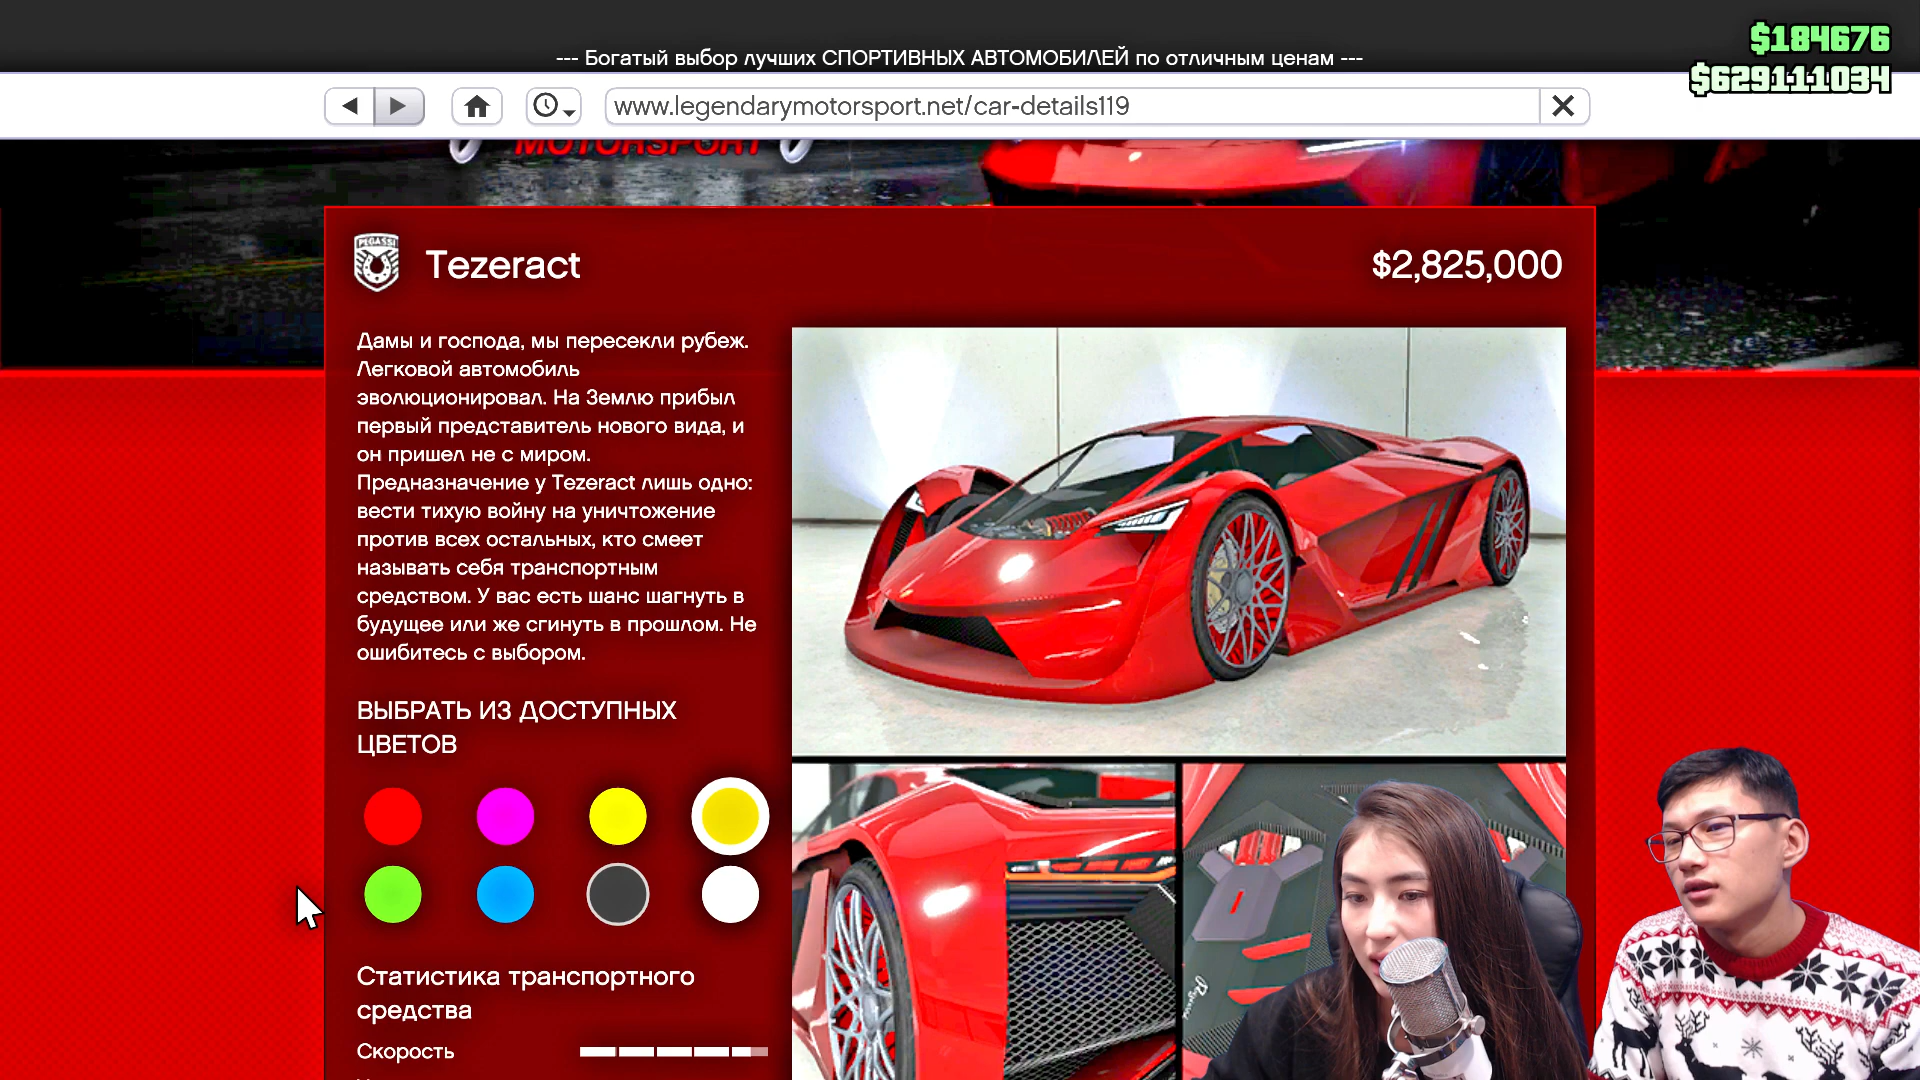 --- Богатый выбор лучших СПОРТИВНЫХ АВТОМОБИЛЕЙ по отличным ценам ---
$184676
$629111034
www.legendarymotorsport.net/car-details119
MOTORSPORT
PEGASSI
Tezeract
$2,825,000
Дамы и господа, мы пересекли рубеж.
Легковой автомобиль
эволюционировал. На Землю прибыл
первый представитель нового вида, и
он пришел не с миром.
Предназначение у Tezeract лишь одно:
вести тихую войну на уничтожение
против всех остальных, кто смеет
называть себя транспортным
средством. У вас есть шанс шагнуть в
будущее или же сгинуть в прошлом. Не
ошибитесь с выбором.
ВЫБРАТЬ ИЗ ДОСТУПНЫХ
ЦВЕТОВ
Статистика транспортного
средства
Скорость